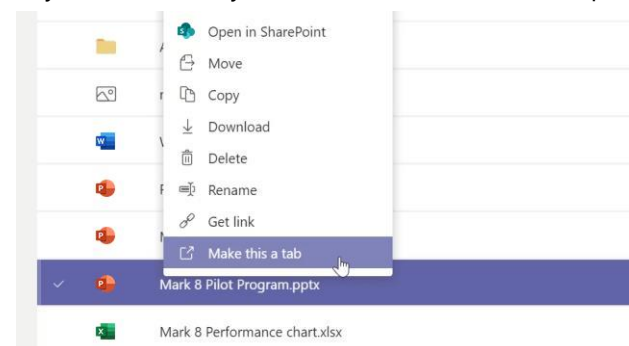 Open in SharePoint
Move
Copy
Download
Delete
Rename
Get link
Make this a tab
Mark 8 Pilot Program.pptx
Mark 8 Performance chart.xlsx